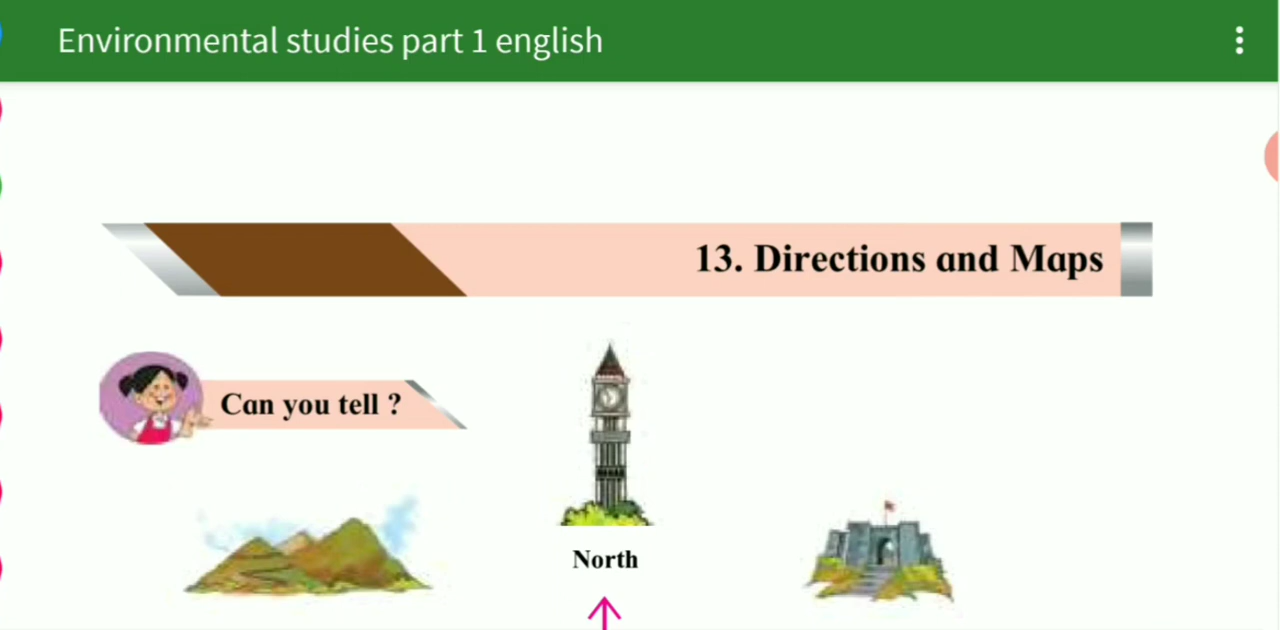 Environmental studies part 1 english
13. Directions and Maps
Can you tell ?
North